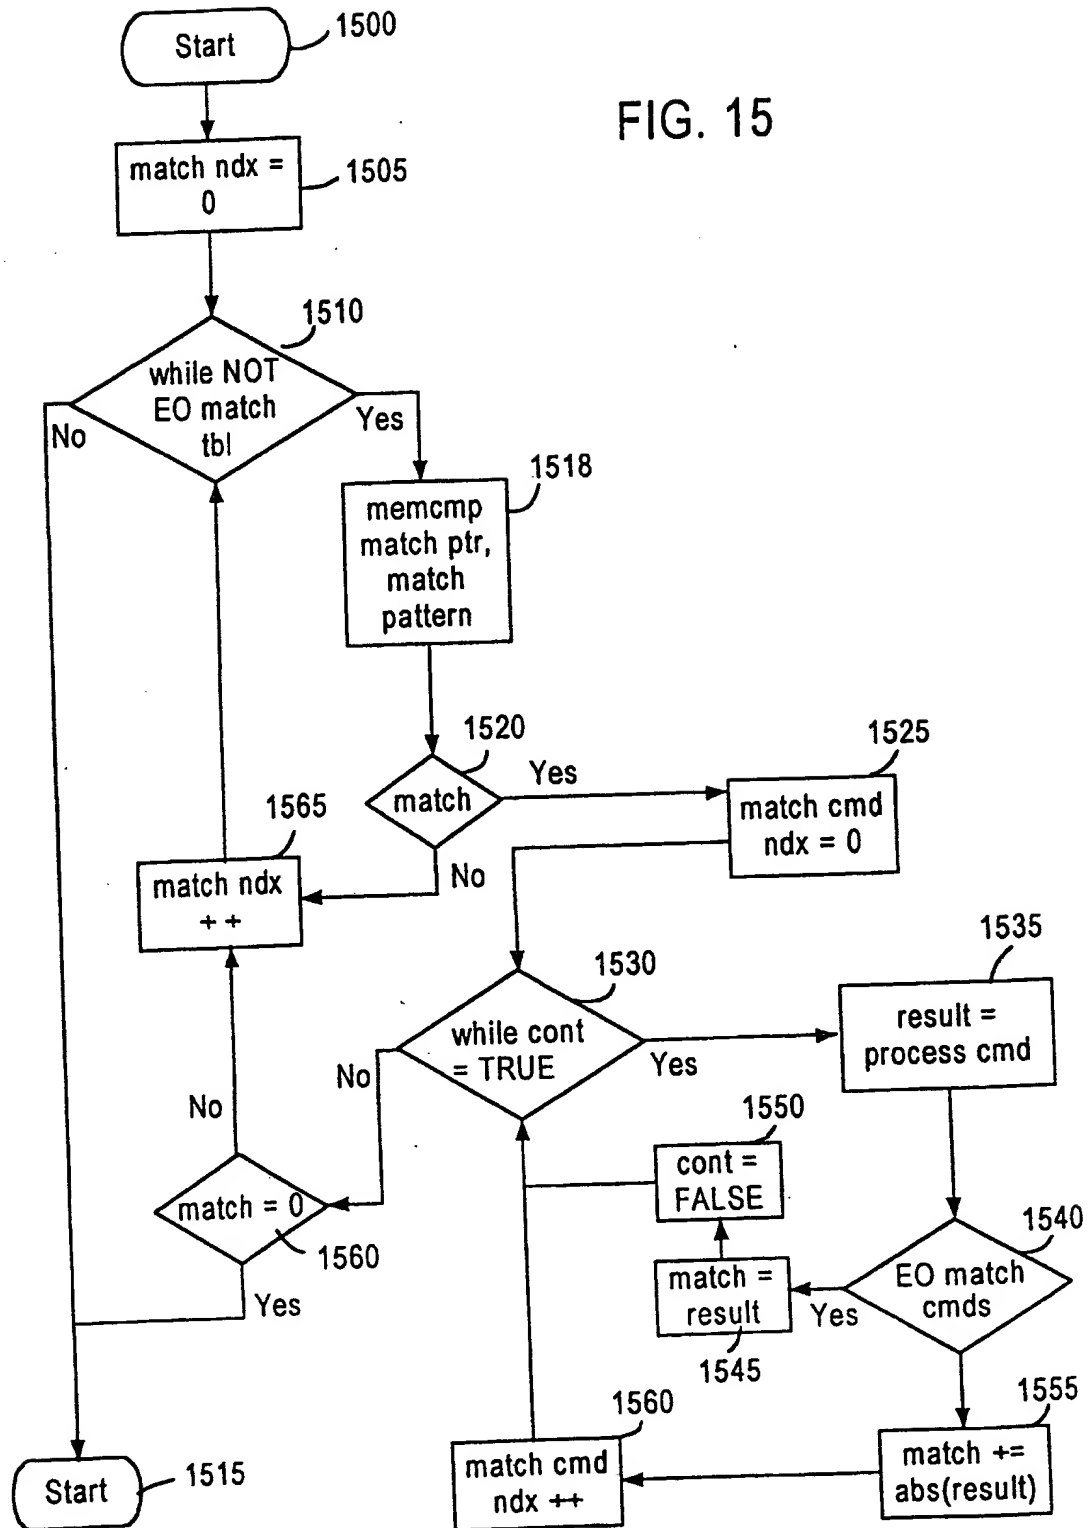 Start
1500
FIG. 15
match ndx =
0
1505
1510
while NOT
EO match
tbl
No
Yes
1518
memcmp
match ptr,
match
pattern
1520
match
Yes
No
1525
match cmd
ndx = 0
1565
match ndx
+ +
1530
while cont
= TRUE
No
Yes
1535
result =
process cmd
1550
cont =
FALSE
No
match = 0
1560
Yes
1540
EO match
cmds
Yes
match =
result
1545
1555
match +=
abs(result)
1560
match cmd
ndx ++
Start
1515